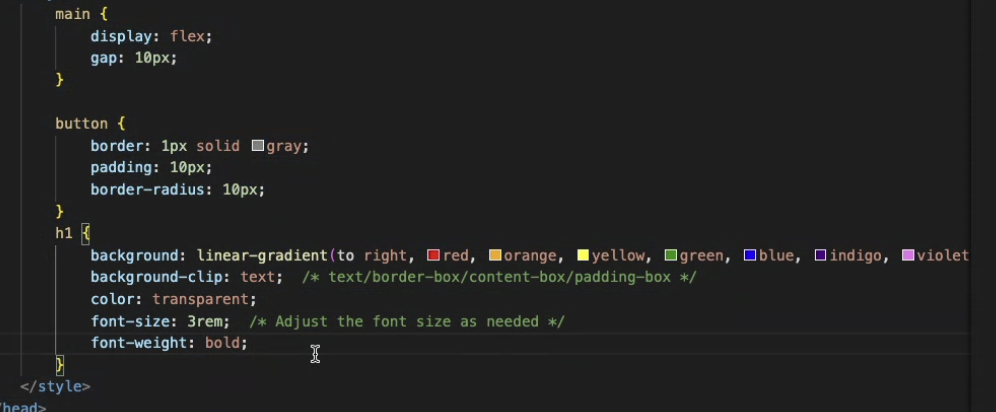 main {
display: flex;
gap: 10px;
}
button {
border: 1px solid gray;
padding: 10px;
border-radius: 10px;
}
h1 {
background: linear-gradient(to right, red, orange, yellow, green, blue, indigo, violet
background-clip: text; /* text/border-box/content-box/padding-box */
color: transparent;
font-size: 3rem; /* Adjust the font size as needed */
font-weight: bold;
}
</style>
/head>